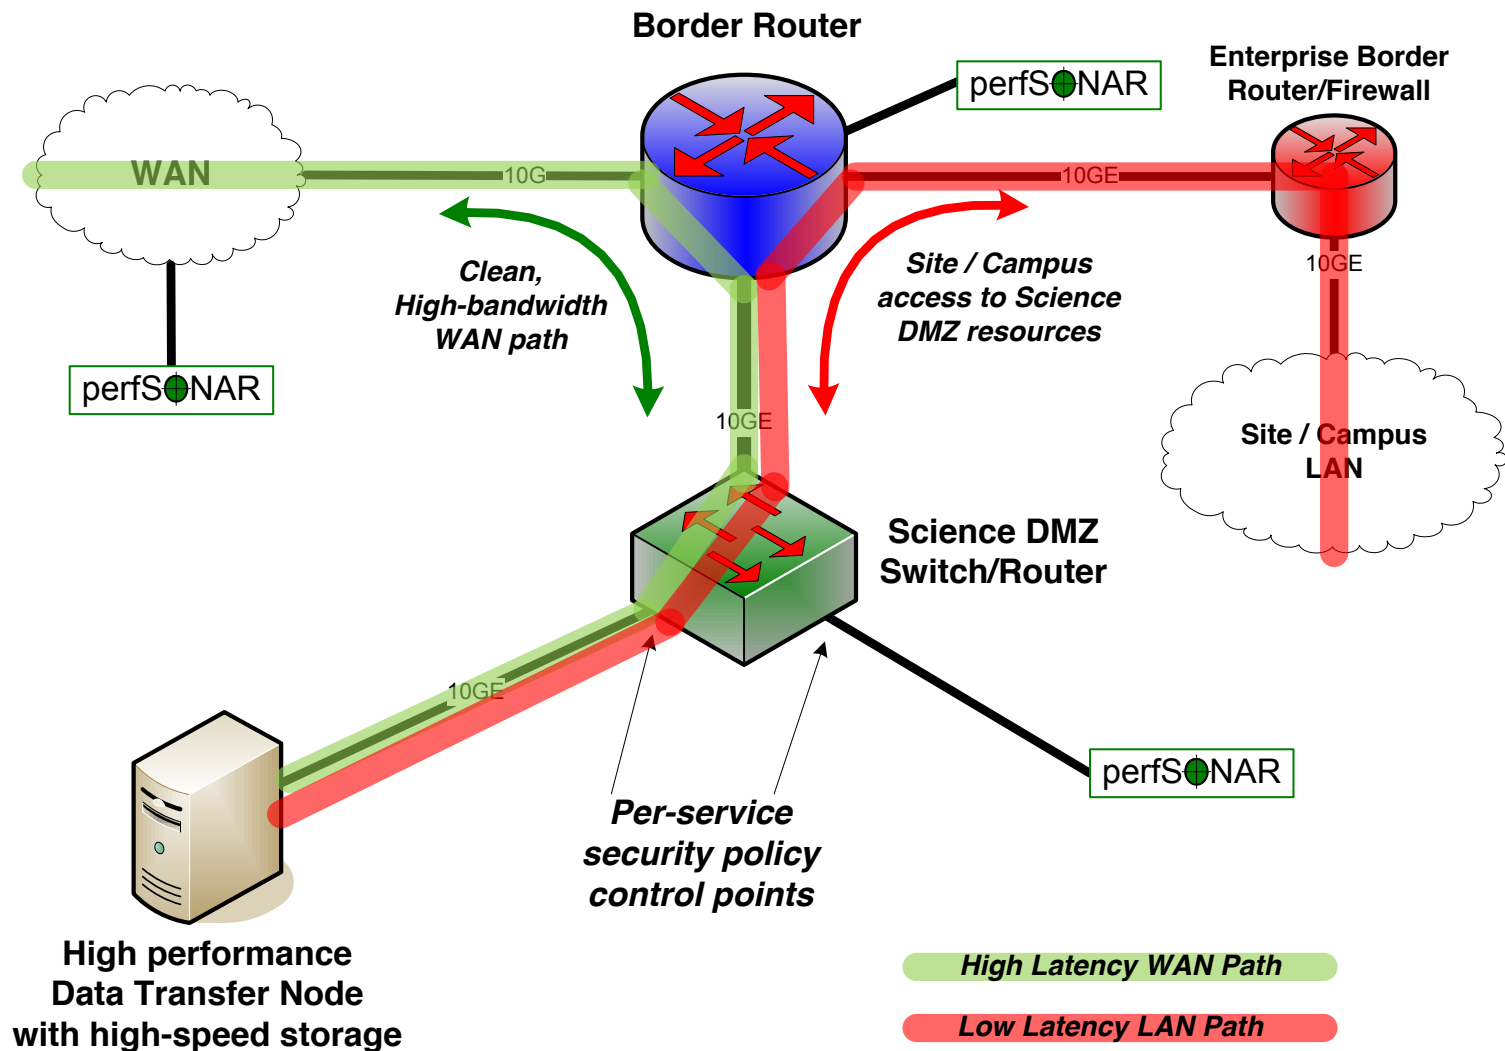 Border Router
perfSONAR
Enterprise Border
Router/Firewall
WAN
10G
10GE
Clean,
High-bandwidth
WAN path
Site / Campus
access to Science
DMZ resources
10GE
perfSONAR
10GE
Site / Campus
LAN
Science DMZ
Switch/Router
10GE
perfSONAR
Per-service
security policy
control points
High performance
Data Transfer Node
with high-speed storage
High Latency WAN Path
Low Latency LAN Path